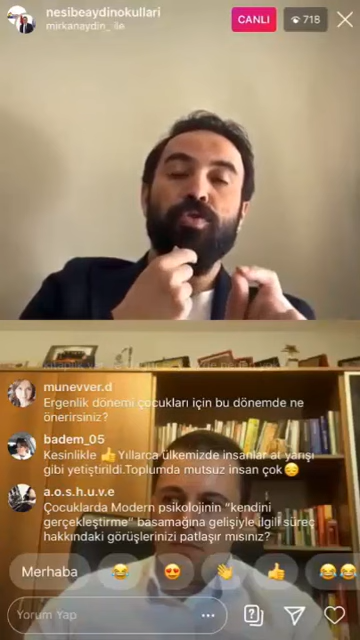 nesibeaydinokullari
mirkanaydin_ ile
CANLI
718
munevver.d
Ergenlik dönemi çocukları için bu dönemde ne
önerirsiniz?
badem_05
Kesinlikle 👍Yıllarca ülkemizde insanlar at yarışı
gibi yetiştirildi.Toplumda mutsuz insan çok😔
a.o.s.h.u.v.e
Çocuklarda Modern psikolojinin “kendini
gerçekleştirme” basamağına gelişiyle ilgili süreç
hakkındaki görüşlerinizi patlaşır mısınız?
Merhaba 😂 😍 👋 👍 😂😂
Yorum Yap